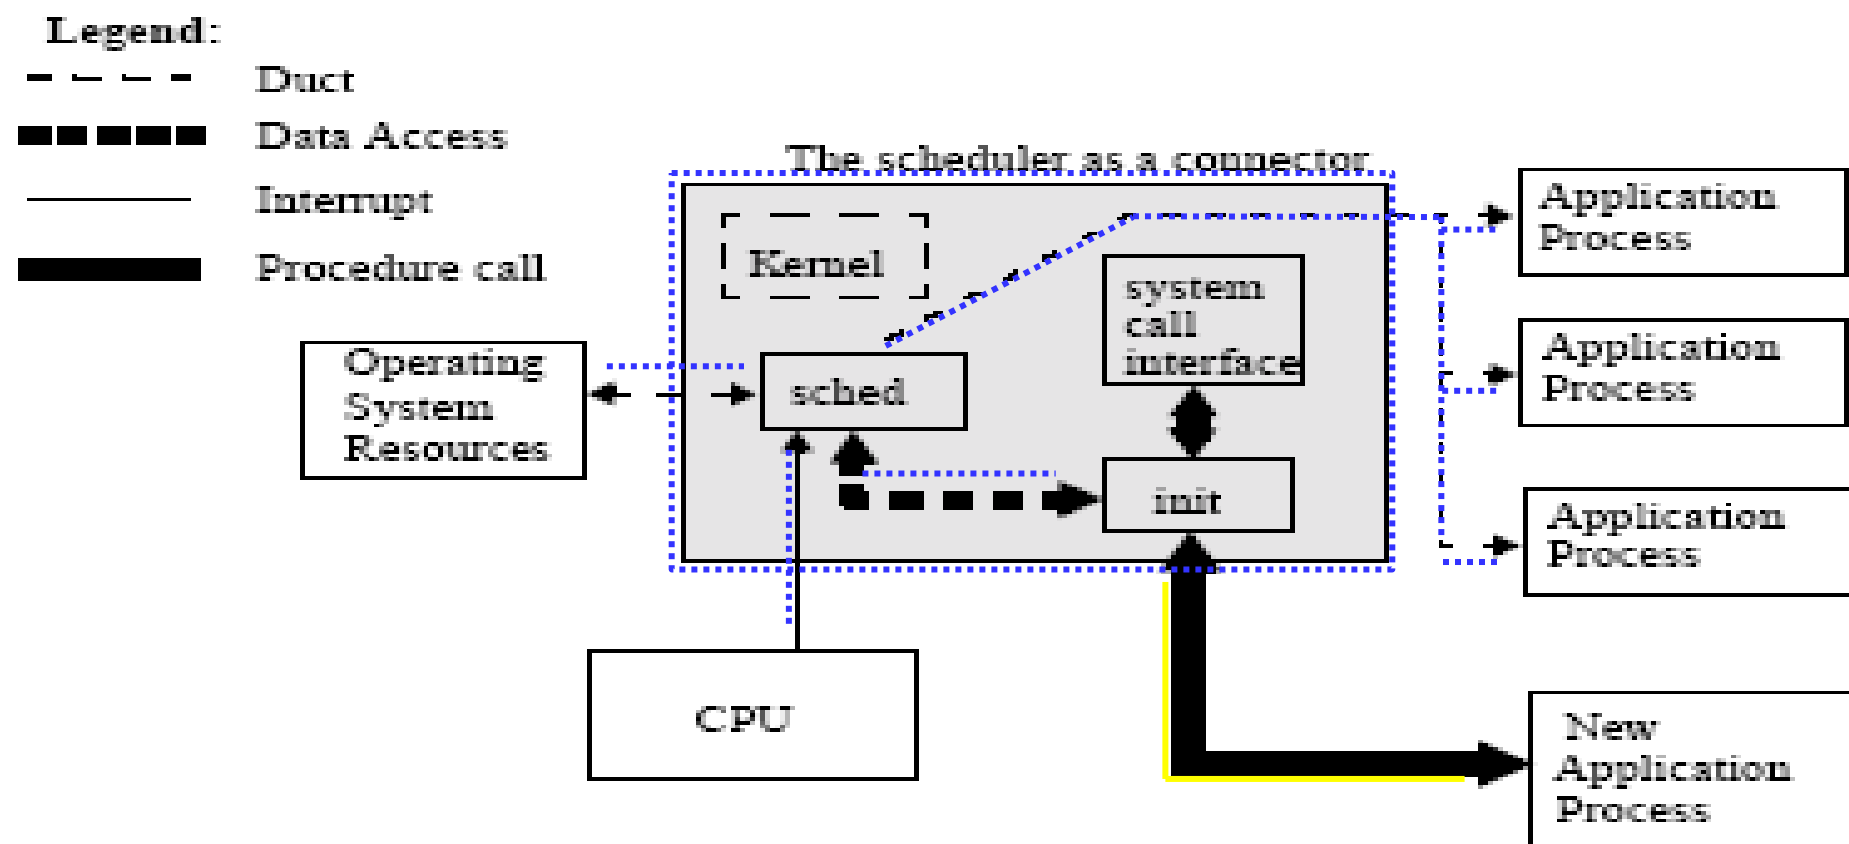 Legend:
Duct
Data Access
Interrupt
Procedure call
The scheduler as a connector
Kernel
sched
system
call
interface
init
Operating
System
Resources
CPU
Application
Process
Application
Process
Application
Process
New
Application
Process